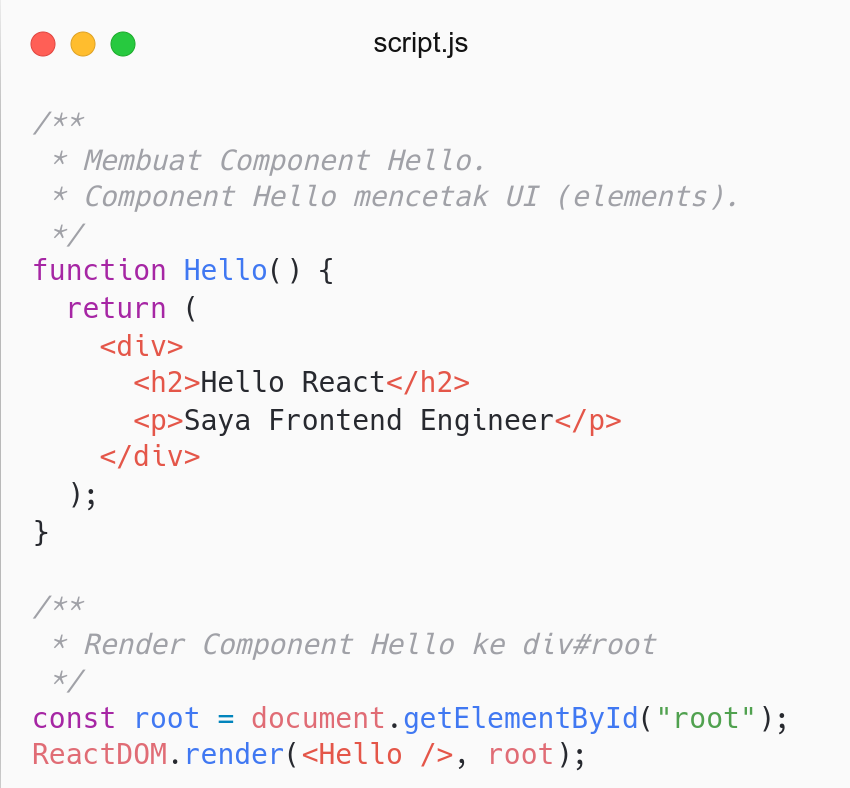 script.js
/**
 * Membuat Component Hello.
 * Component Hello mencetak UI (elements).
 */
function Hello() {
  return (
    <div>
      <h2>Hello React</h2>
      <p>Saya Frontend Engineer</p>
    </div>
  );
}
/**
 * Render Component Hello ke div#root
 */
const root = document.getElementById("root");
ReactDOM.render(<Hello />, root);